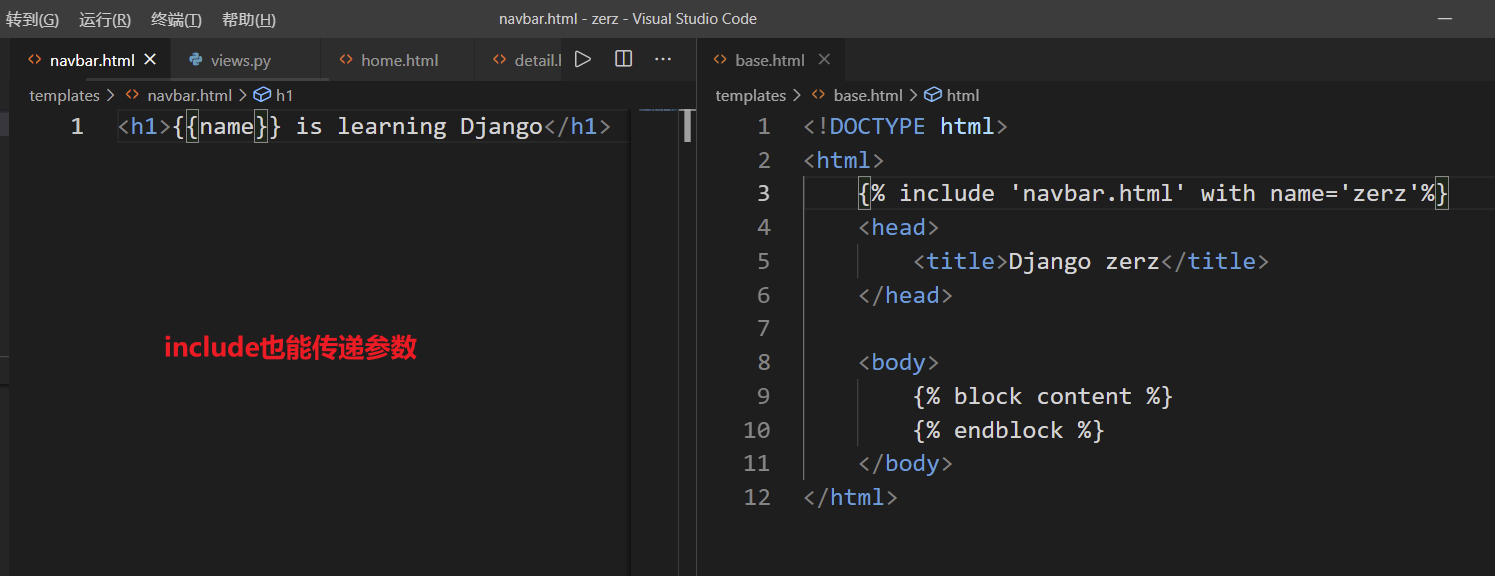 转到(G) 运行(R) 终端(T) 帮助(H) navbar.html - zerz - Visual Studio Code
navbar.html views.py home.html detail.h
templates > navbar.html > h1
1 <h1>{{name}} is learning Django</h1>
include也能传递参数
base.html
templates > base.html > html
1 <!DOCTYPE html>
2 <html>
3 {% include 'navbar.html' with name='zerz'%}
4 <head>
5 <title>Django zerz</title>
6 </head>
7
8 <body>
9 {% block content %}
10 {% endblock %}
11 </body>
12 </html>